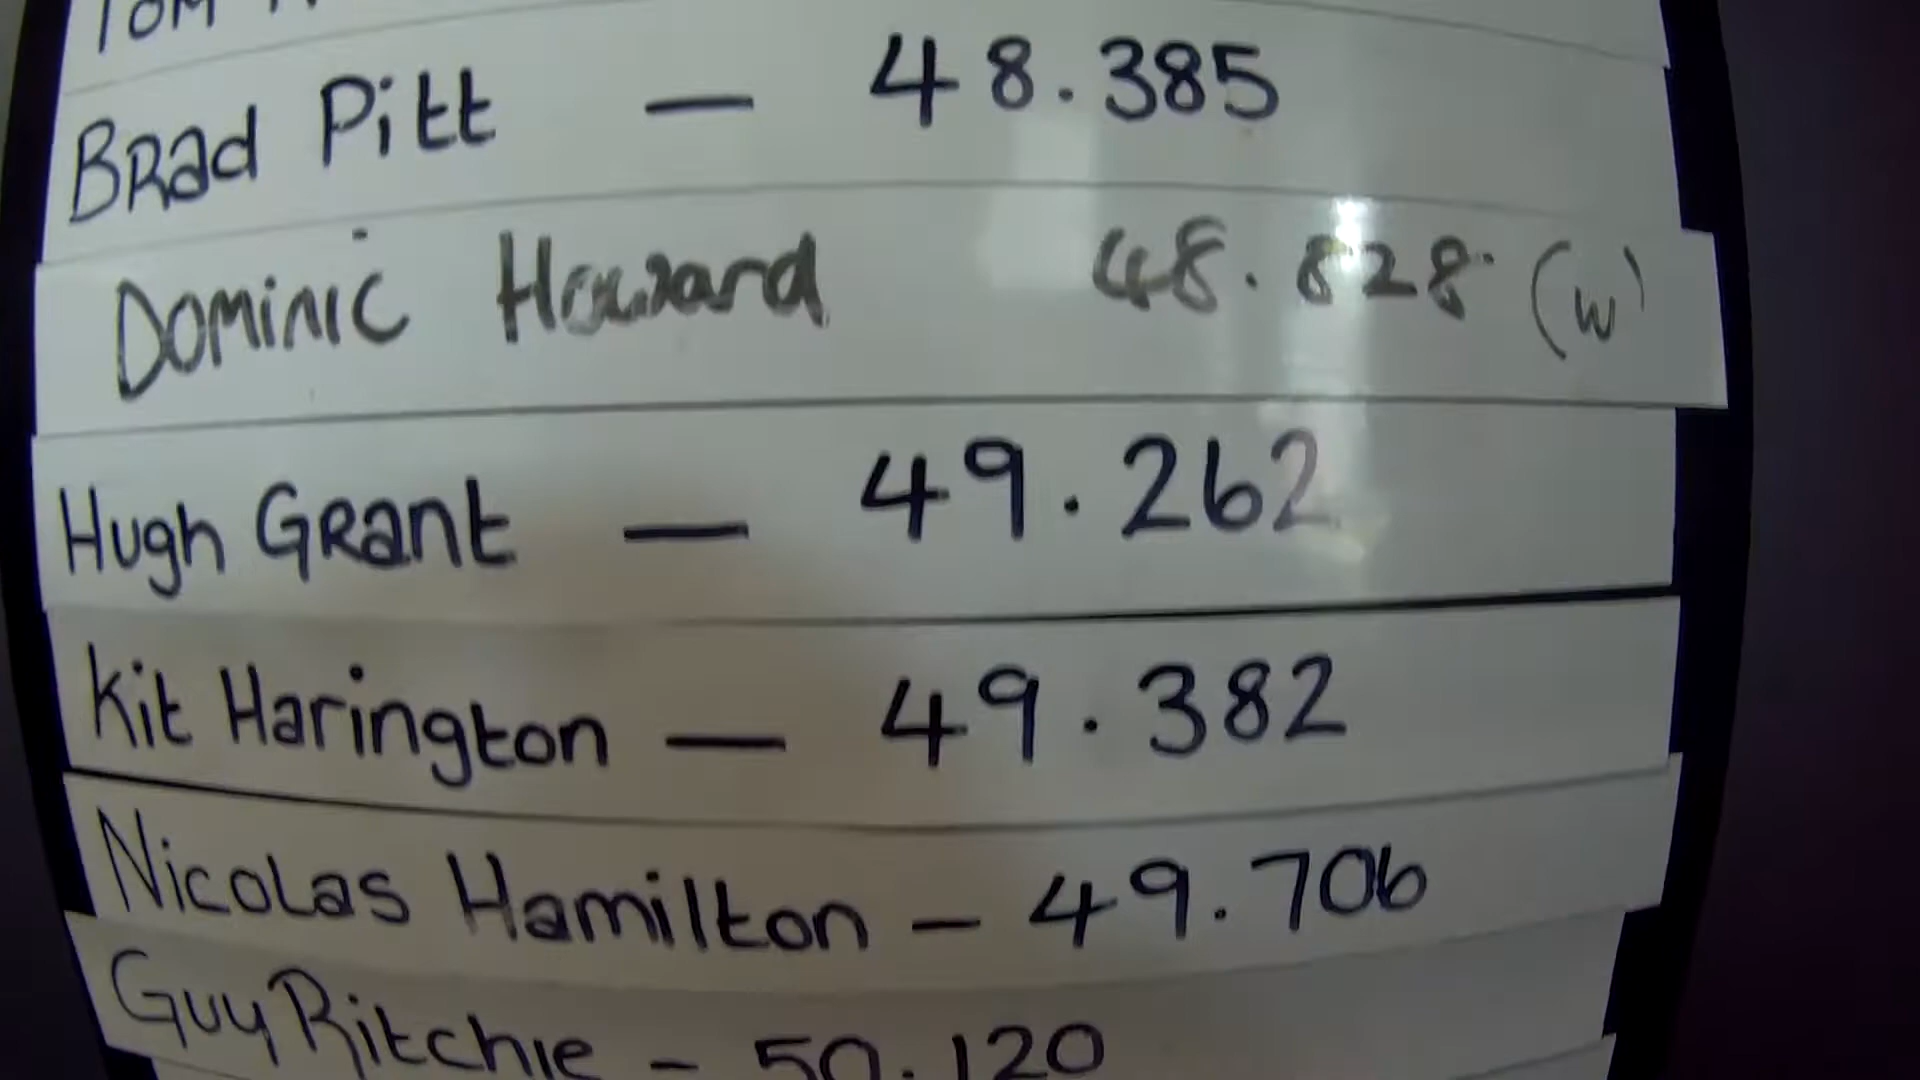 Tom
Brad Pitt — 48.385
Dominic Howard 48.828 (w)
Hugh Grant — 49.262
Kit Harington — 49.382
Nicolas Hamilton — 49.706
Guy Ritchie — 50.120